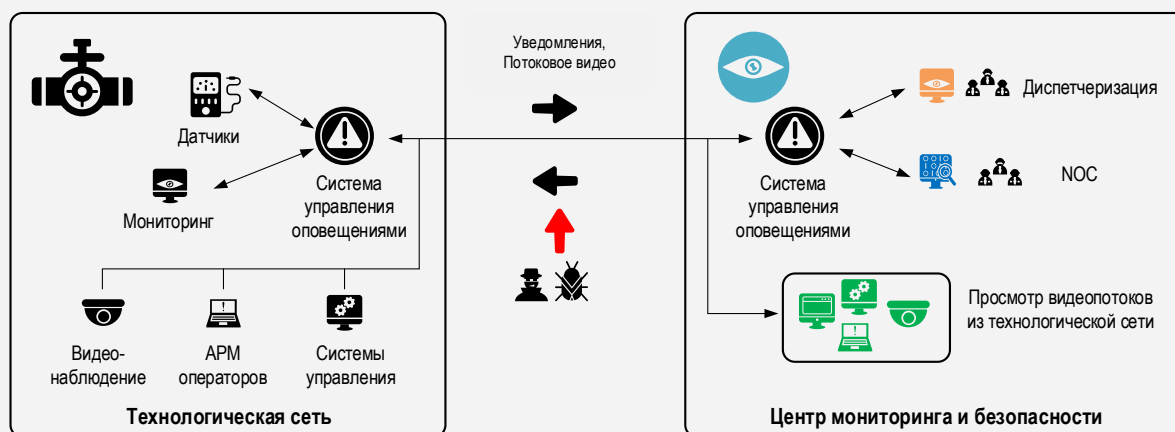 Уведомления,
Потоковое видео
Датчики
Мониторинг
Система
управления
оповещениями
Видео-
наблюдение
АРМ
операторов
Системы
управления
Технологическая сеть
Система
управления
оповещениями
Диспетчеризация
NOC
Просмотр видеопотоков
из технологической сети
Центр мониторинга и безопасности